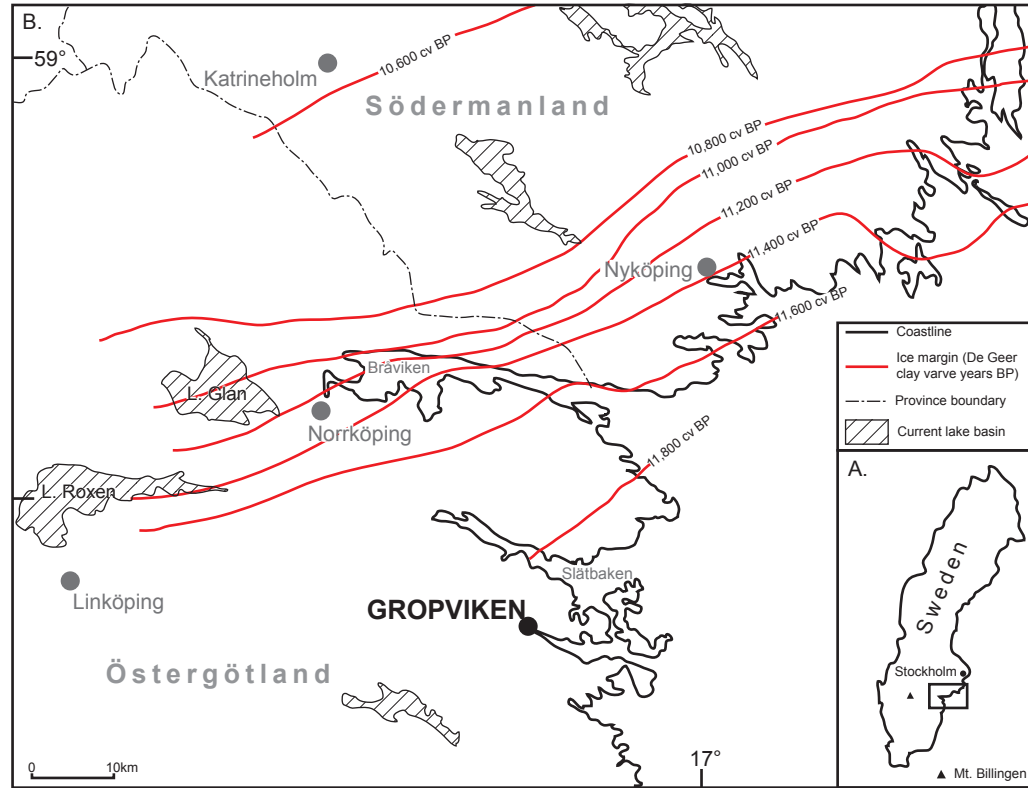 B.
59°
Katrineholm
10,600 cv BP
Södermanland
10,800 cv BP
11,000 cv BP
11,200 cv BP
11,400 cv BP
Nyköping
11,600 cv BP
Bråviken
L. Glan
Norrköping
11,800 cv BP
L. Roxen
Slätbaken
Linköping
GROPVIKEN
Östergötland
0
10km
17°
Coastline
Ice margin (De Geer
clay varve years BP)
Province boundary
Current lake basin
A.
Sweden
Stockholm
Mt. Billingen